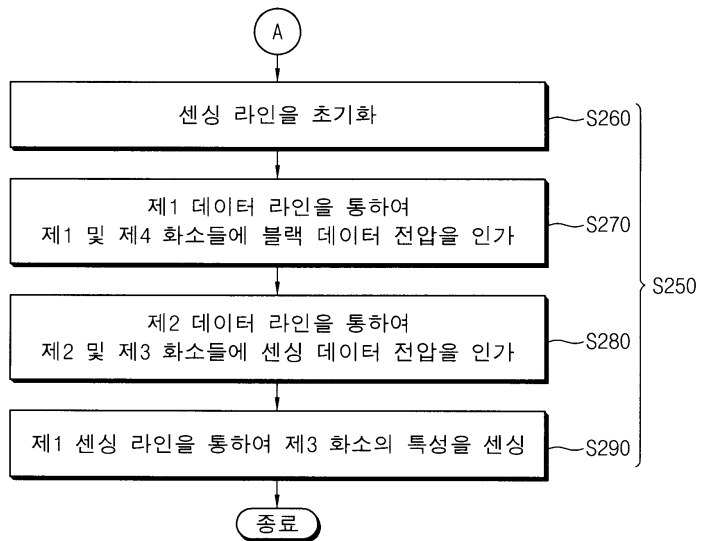 A
센싱 라인을 초기화
S260
제1 데이터 라인을 통하여
제1 및 제4 화소들에 블랙 데이터 전압을 인가
S270
S250
제2 데이터 라인을 통하여
제2 및 제3 화소들에 센싱 데이터 전압을 인가
S280
제1 센싱 라인을 통하여 제3 화소의 특성을 센싱
S290
종료